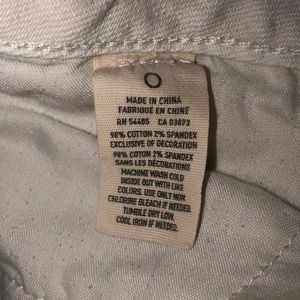 O
MADE IN CHINA
FABRIQUÉ EN CHINE
RN 54485 CA 03673
98% COTTON 2% SPANDEX
EXCLUSIVE OF DECORATION
98% COTTON 2% SPANDEX
SANS LES DÉCORATIONS
MACHINE WASH COLD
INSIDE OUT WITH LIKE
COLORS. USE ONLY NON
CHLORINE BLEACH IF NEEDED.
TUMBLE DRY LOW.
COOL IRON IF NEEDED.